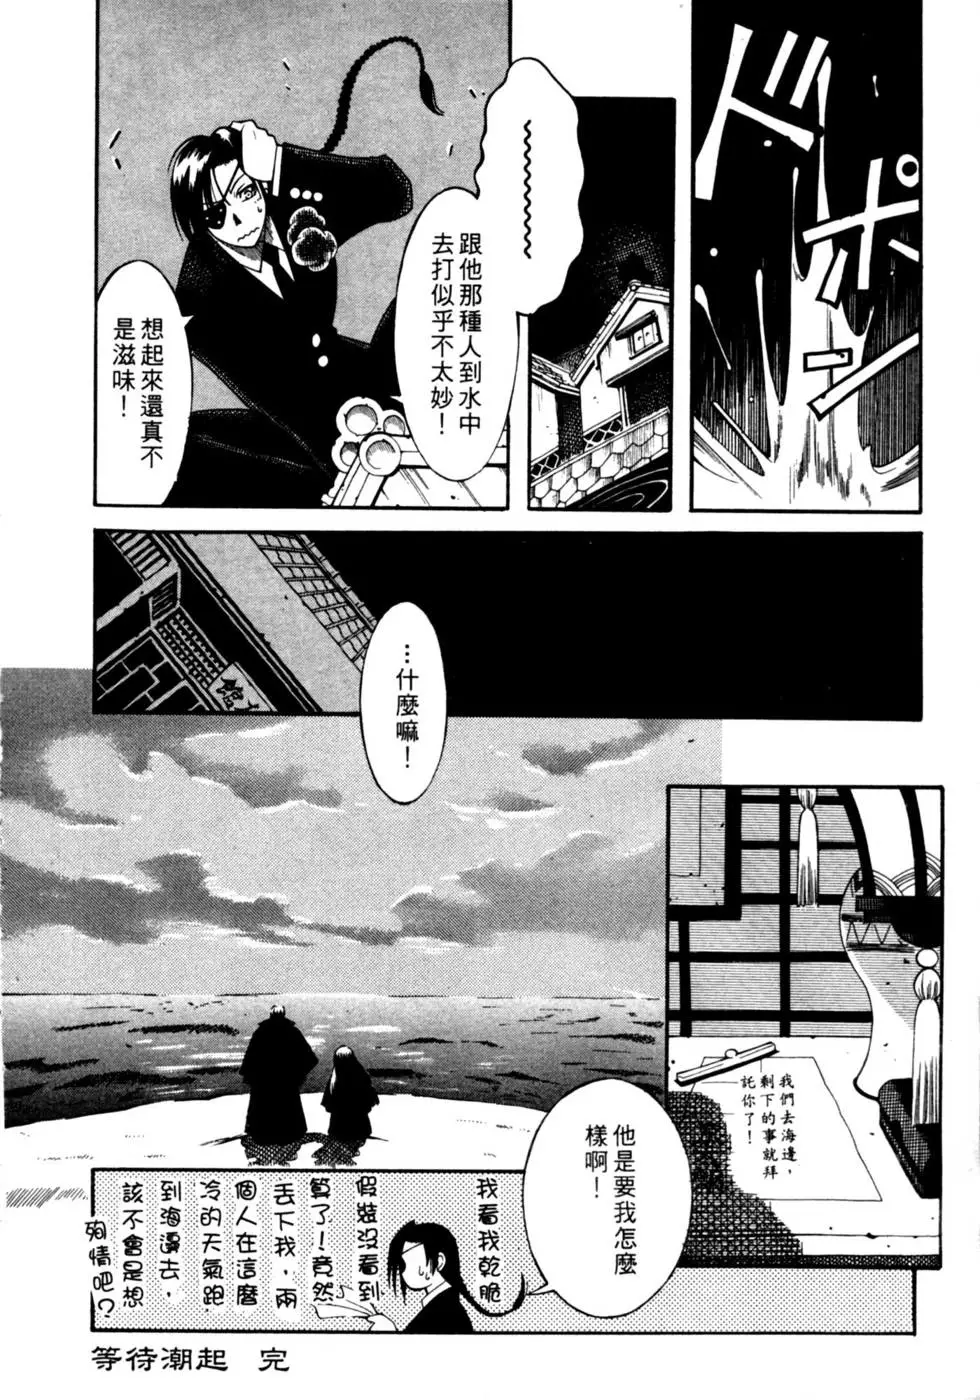 ドボン
〰〰〰
跟他那種人到水中
去打似乎不太妙！
想起來還真不
是滋味！
…什麼嘛！
我們去海邊，
剩下的事就拜
託你了！
他是要我怎麼
樣啊！
我看我乾脆
假裝沒看到
算了！竟然
丟下我，兩
個人在這麼
冷的天氣跑
到海邊去，
該不會是想
殉情吧？
等待潮起　完